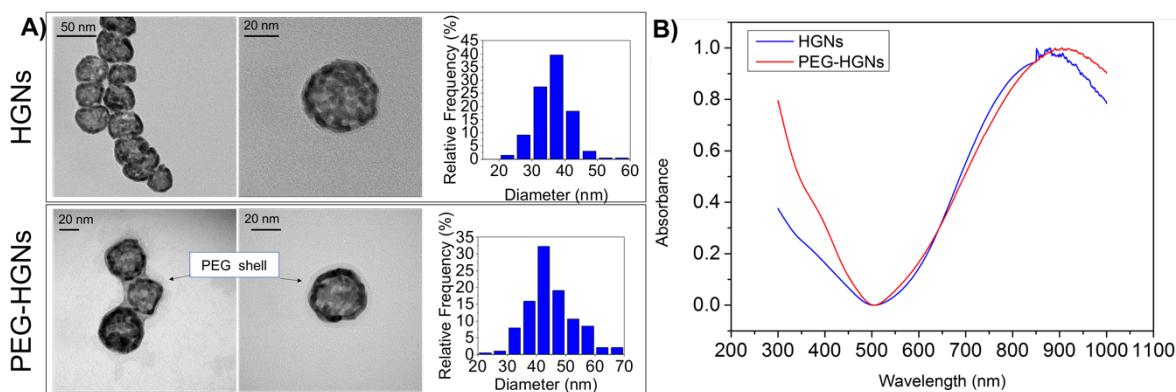 A)
HGNs
50 nm
20 nm
Relative Frequency (%)
45
40
35
30
25
20
15
10
5
0
20 30 40 50 60
Diameter (nm)
PEG-HGNs
20 nm
20 nm
PEG shell
Relative Frequency (%)
35
30
25
20
15
10
5
0
20 30 40 50 60 70
Diameter (nm)
B)
HGNs
PEG-HGNs
Absorbance
1.0
0.8
0.6
0.4
0.2
0.0
200 300 400 500 600 700 800 900 1000 1100
Wavelength (nm)